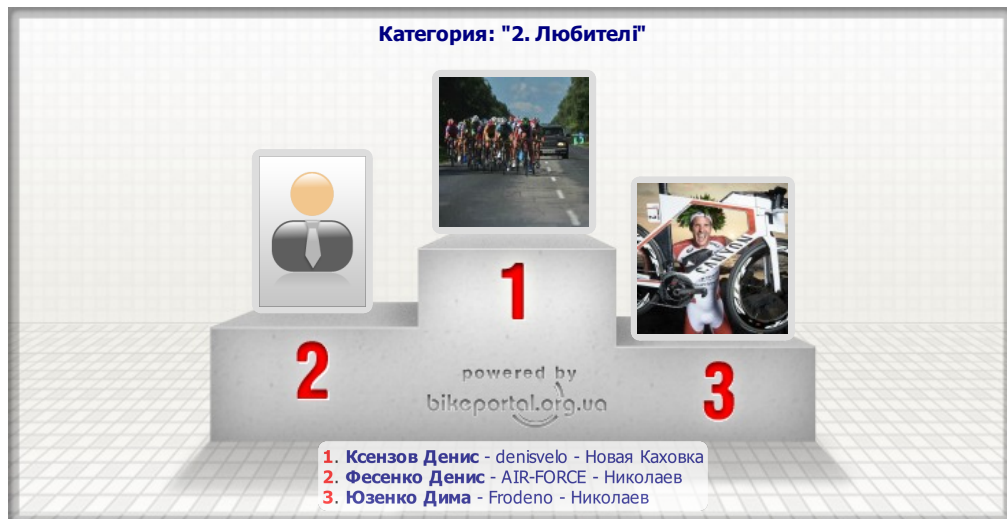 Категория: "2. Любителі"
CANYON
1
2
3
powered by
bikeportal.org.ua
1. Ксензов Денис - denisvelo - Новая Каховка
2. Фесенко Денис - AIR-FORCE - Николаев
3. Юзенко Дима - Frodeno - Николаев